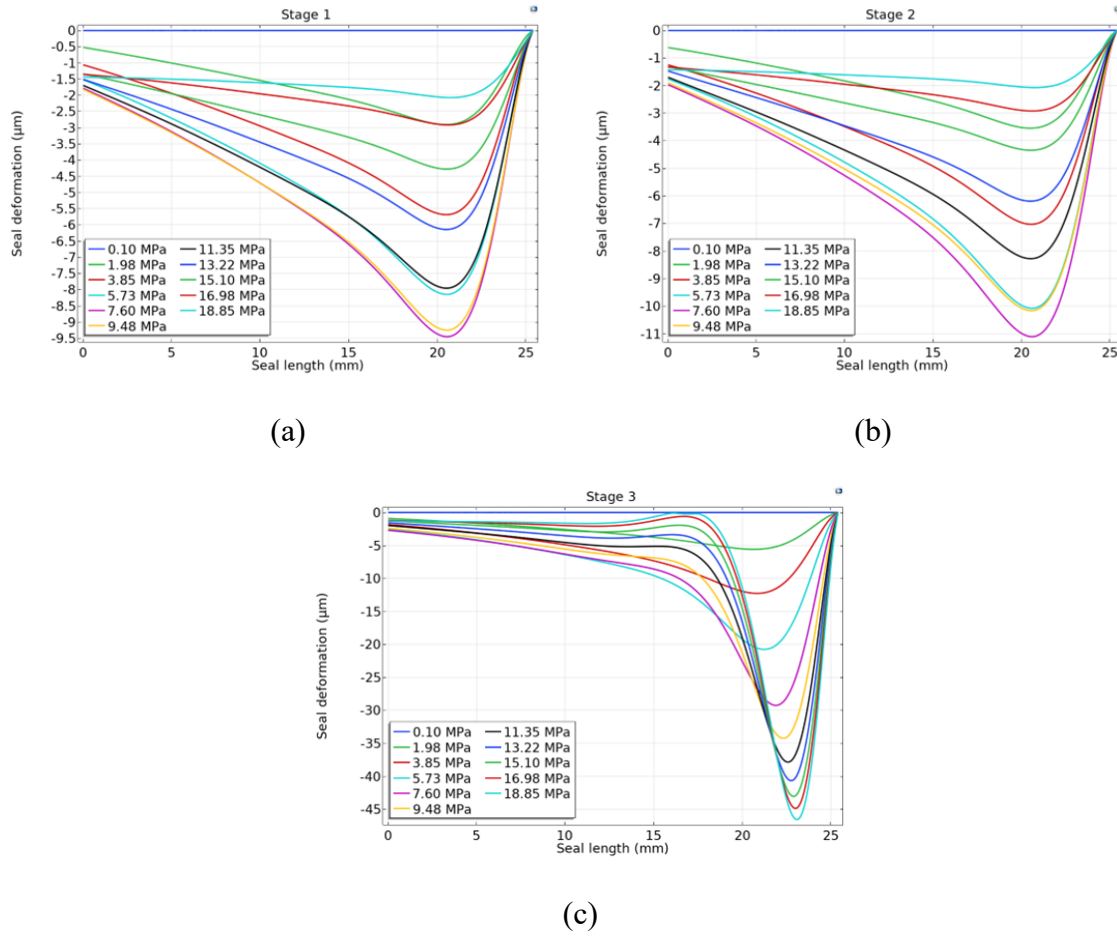 Stage 1
Seal deformation (µm)
0
-0.5
-1
-1.5
-2
-2.5
-3
-3.5
-4
-4.5
-5
-5.5
-6
-6.5
-7
-7.5
-8
-8.5
-9
-9.5
0.10 MPa
1.98 MPa
3.85 MPa
5.73 MPa
7.60 MPa
9.48 MPa
11.35 MPa
13.22 MPa
15.10 MPa
16.98 MPa
18.85 MPa
0 5 10 15 20 25
Seal length (mm)
(a)
Stage 2
Seal deformation (µm)
0
-1
-2
-3
-4
-5
-6
-7
-8
-9
-10
-11
0.10 MPa
1.98 MPa
3.85 MPa
5.73 MPa
7.60 MPa
9.48 MPa
11.35 MPa
13.22 MPa
15.10 MPa
16.98 MPa
18.85 MPa
0 5 10 15 20 25
Seal length (mm)
(b)
Stage 3
Seal deformation (µm)
0
-5
-10
-15
-20
-25
-30
-35
-40
-45
0.10 MPa
1.98 MPa
3.85 MPa
5.73 MPa
7.60 MPa
9.48 MPa
11.35 MPa
13.22 MPa
15.10 MPa
16.98 MPa
18.85 MPa
0 5 10 15 20 25
Seal length (mm)
(c)